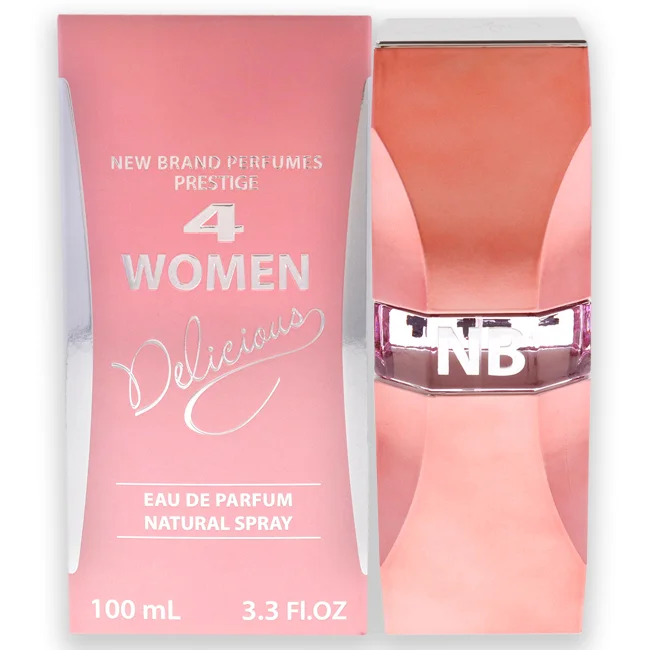 NEW BRAND PERFUMES
PRESTIGE
4
WOMEN
Delicious
EAU DE PARFUM
NATURAL SPRAY
100 mL 3.3 Fl.OZ
NB